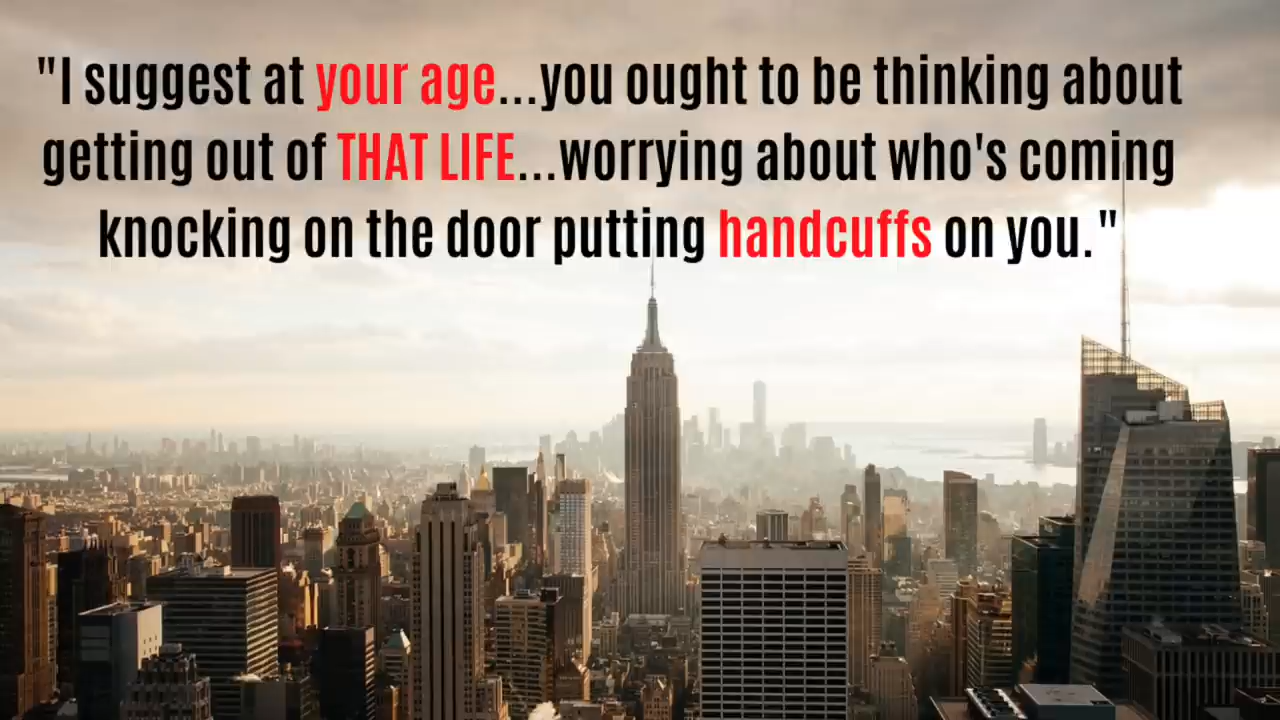 "I suggest at your age...you ought to be thinking about
getting out of THAT LIFE...worrying about who's coming
knocking on the door putting handcuffs on you."